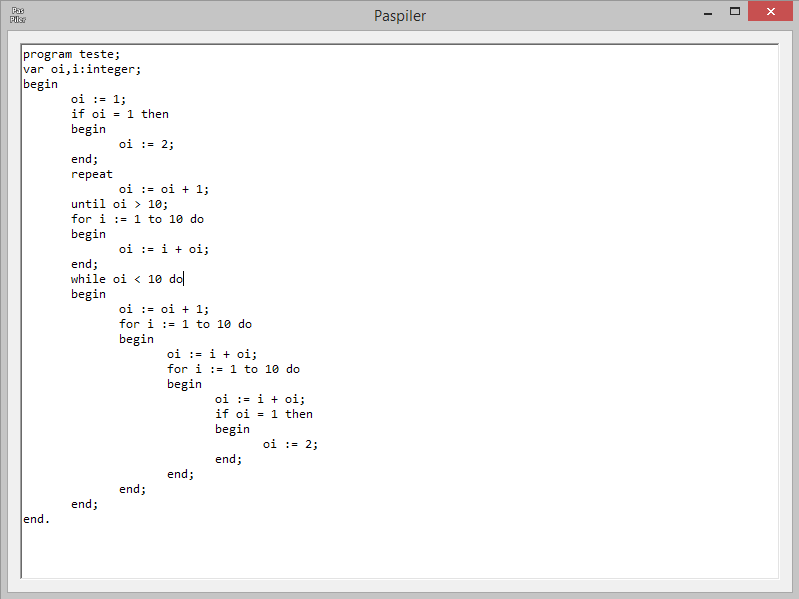 Pas
Piler
Paspiler
program teste;
var oi,i:integer;
begin
	oi := 1;
	if oi = 1 then
	begin
		oi := 2;
	end;
	repeat
		oi := oi + 1;
	until oi > 10;
	for i := 1 to 10 do
	begin
		oi := i + oi;
	end;
	while oi < 10 do
	begin
		oi := oi + 1;
		for i := 1 to 10 do
		begin
			oi := i + oi;
			for i := 1 to 10 do
			begin
				oi := i + oi;
				if oi = 1 then
				begin
					oi := 2;
				end;
			end;
		end;
	end;
end.